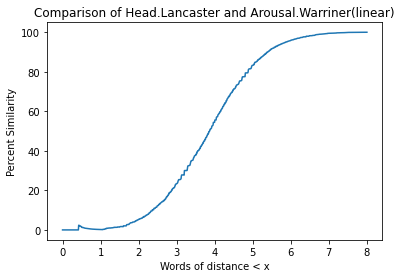 Comparison of Head.Lancaster and Arousal.Warriner(linear)
Percent Similarity
100
80
60
40
20
0
0 1 2 3 4 5 6 7 8
Words of distance < x